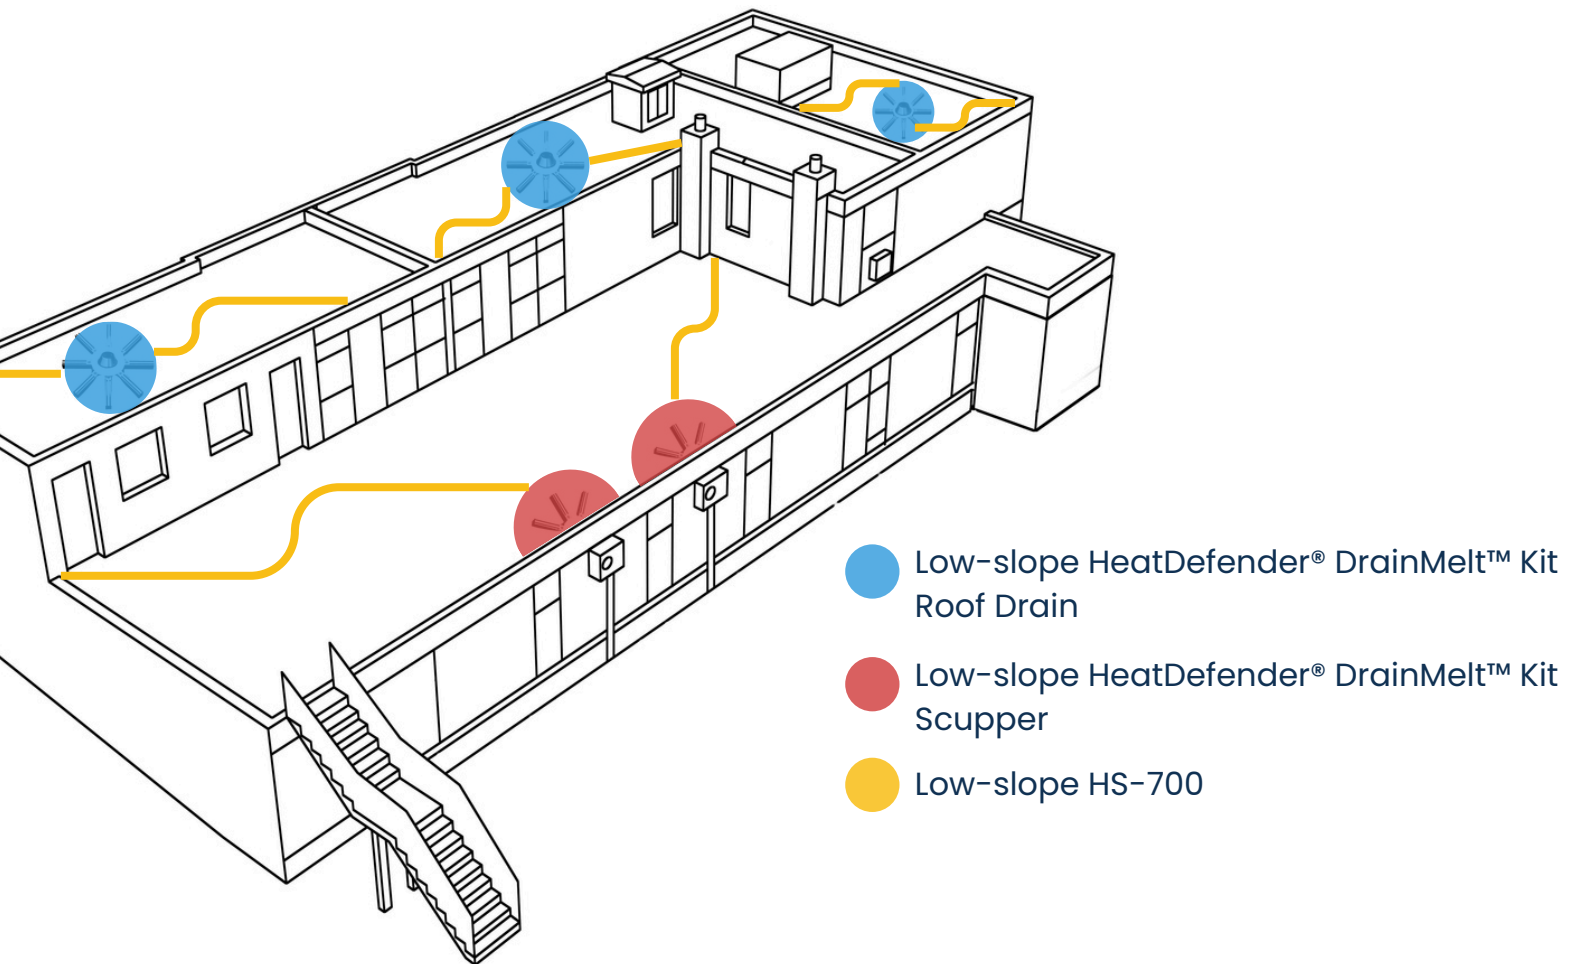 Low-slope HeatDefender® DrainMelt™ Kit
Roof Drain
Low-slope HeatDefender® DrainMelt™ Kit
Scupper
Low-slope HS-700